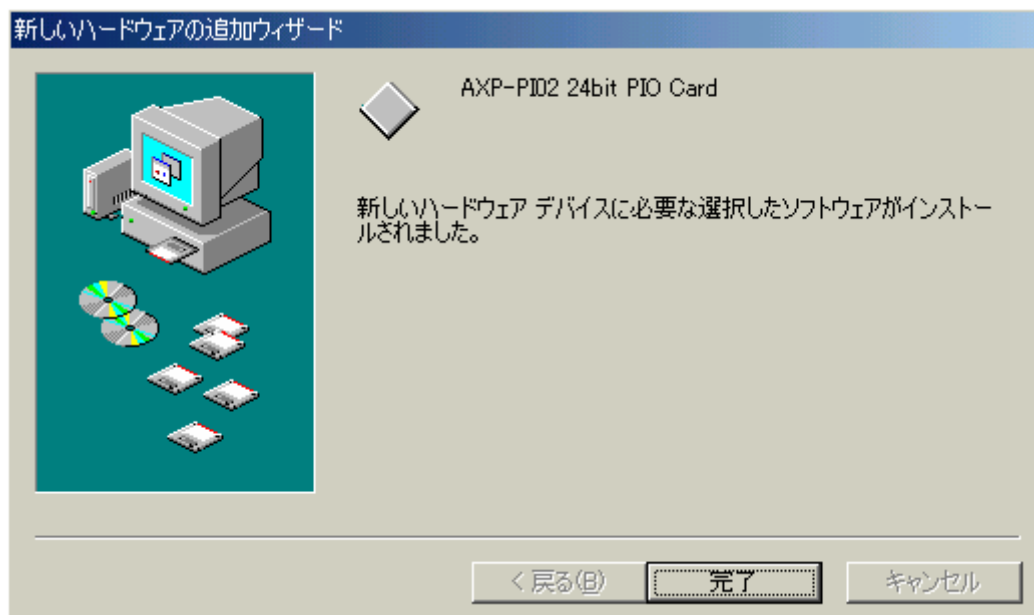 新しいハードウェアの追加ウィザード
AXP-PI02 24bit PIO Card
新しいハードウェア デバイスに必要な選択したソフトウェアがインストー
ルされました。
< 戻る(B)
完了
キャンセル